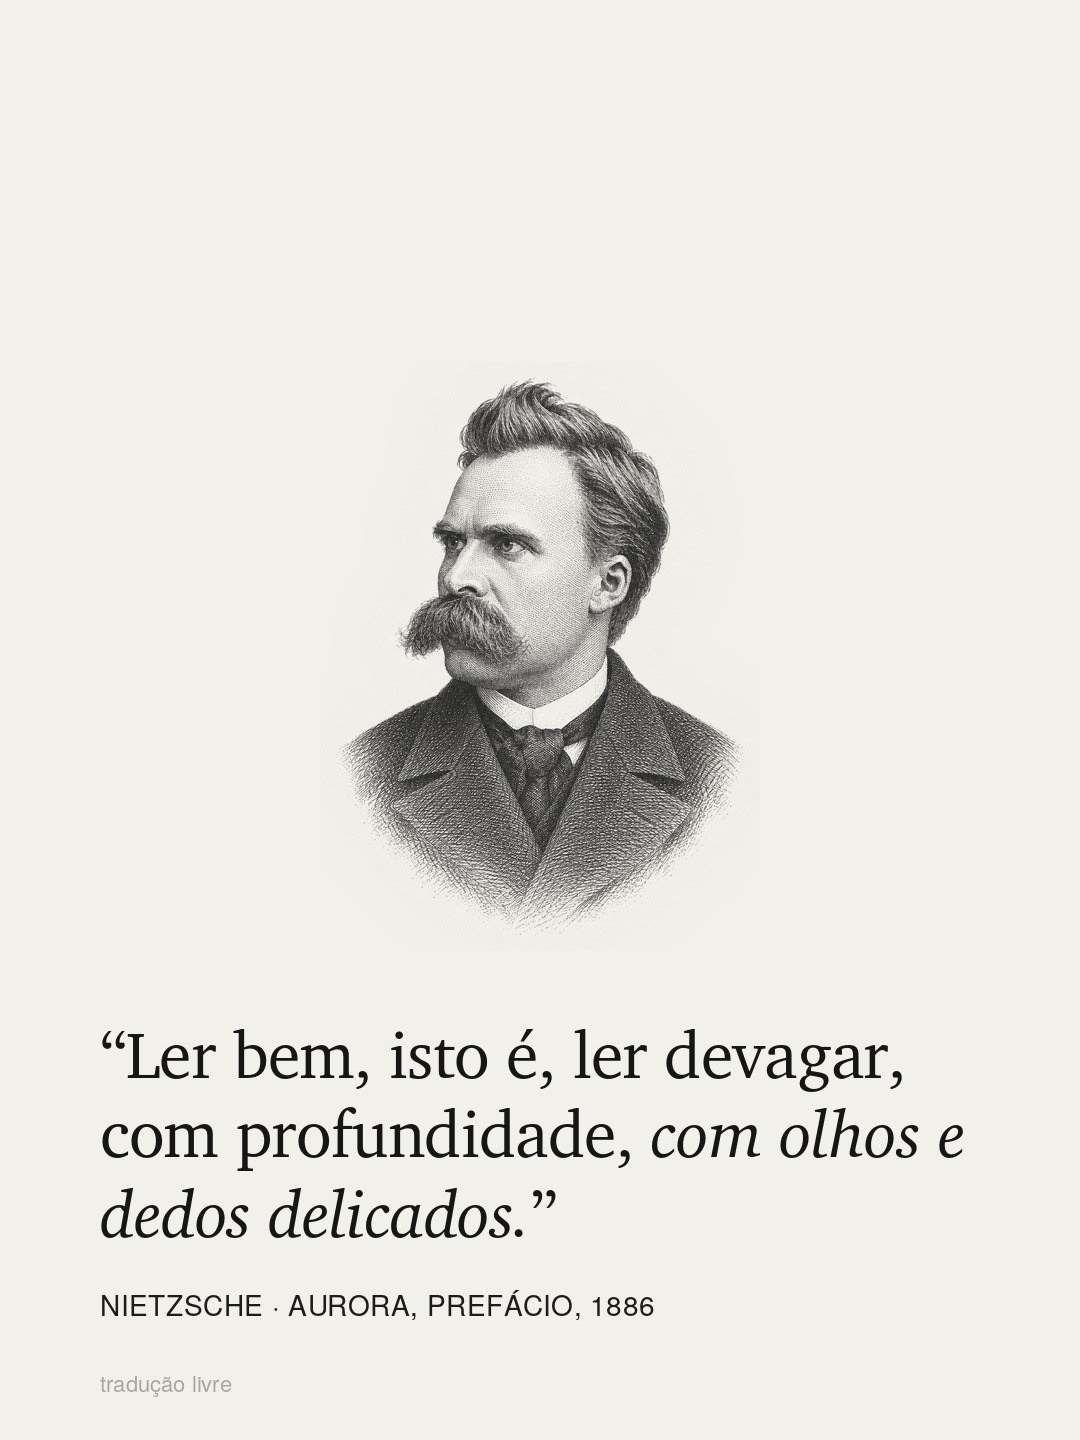 “Ler bem, isto é, ler devagar,
com profundidade, com olhos e
dedos delicados.”
NIETZSCHE · AURORA, PREFÁCIO, 1886
tradução livre